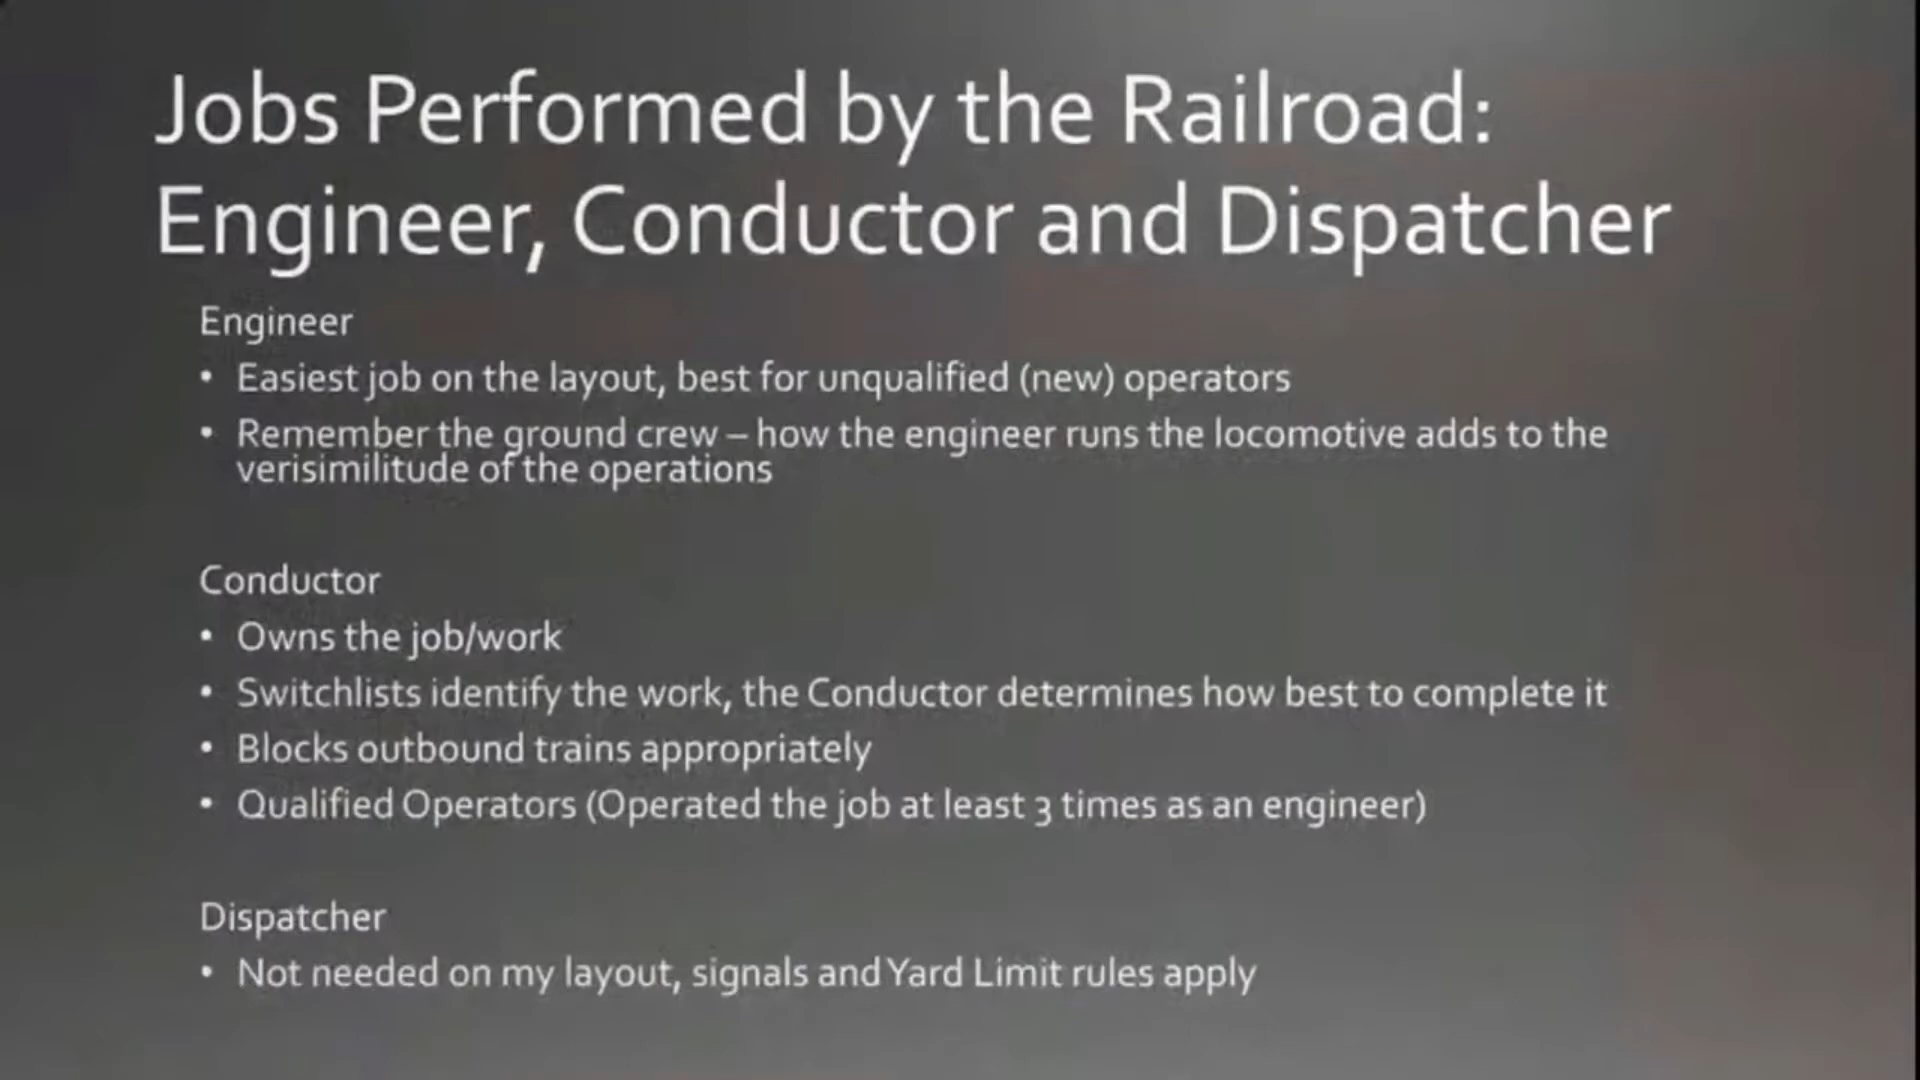 Jobs Performed by the Railroad:
Engineer, Conductor and Dispatcher
Engineer
• Easiest job on the layout, best for unqualified (new) operators
• Remember the ground crew – how the engineer runs the locomotive adds to the
verisimilitude of the operations
Conductor
• Owns the job/work
• Switchlists identify the work, the Conductor determines how best to complete it
• Blocks outbound trains appropriately
• Qualified Operators (Operated the job at least 3 times as an engineer)
Dispatcher
• Not needed on my layout, signals and Yard Limit rules apply